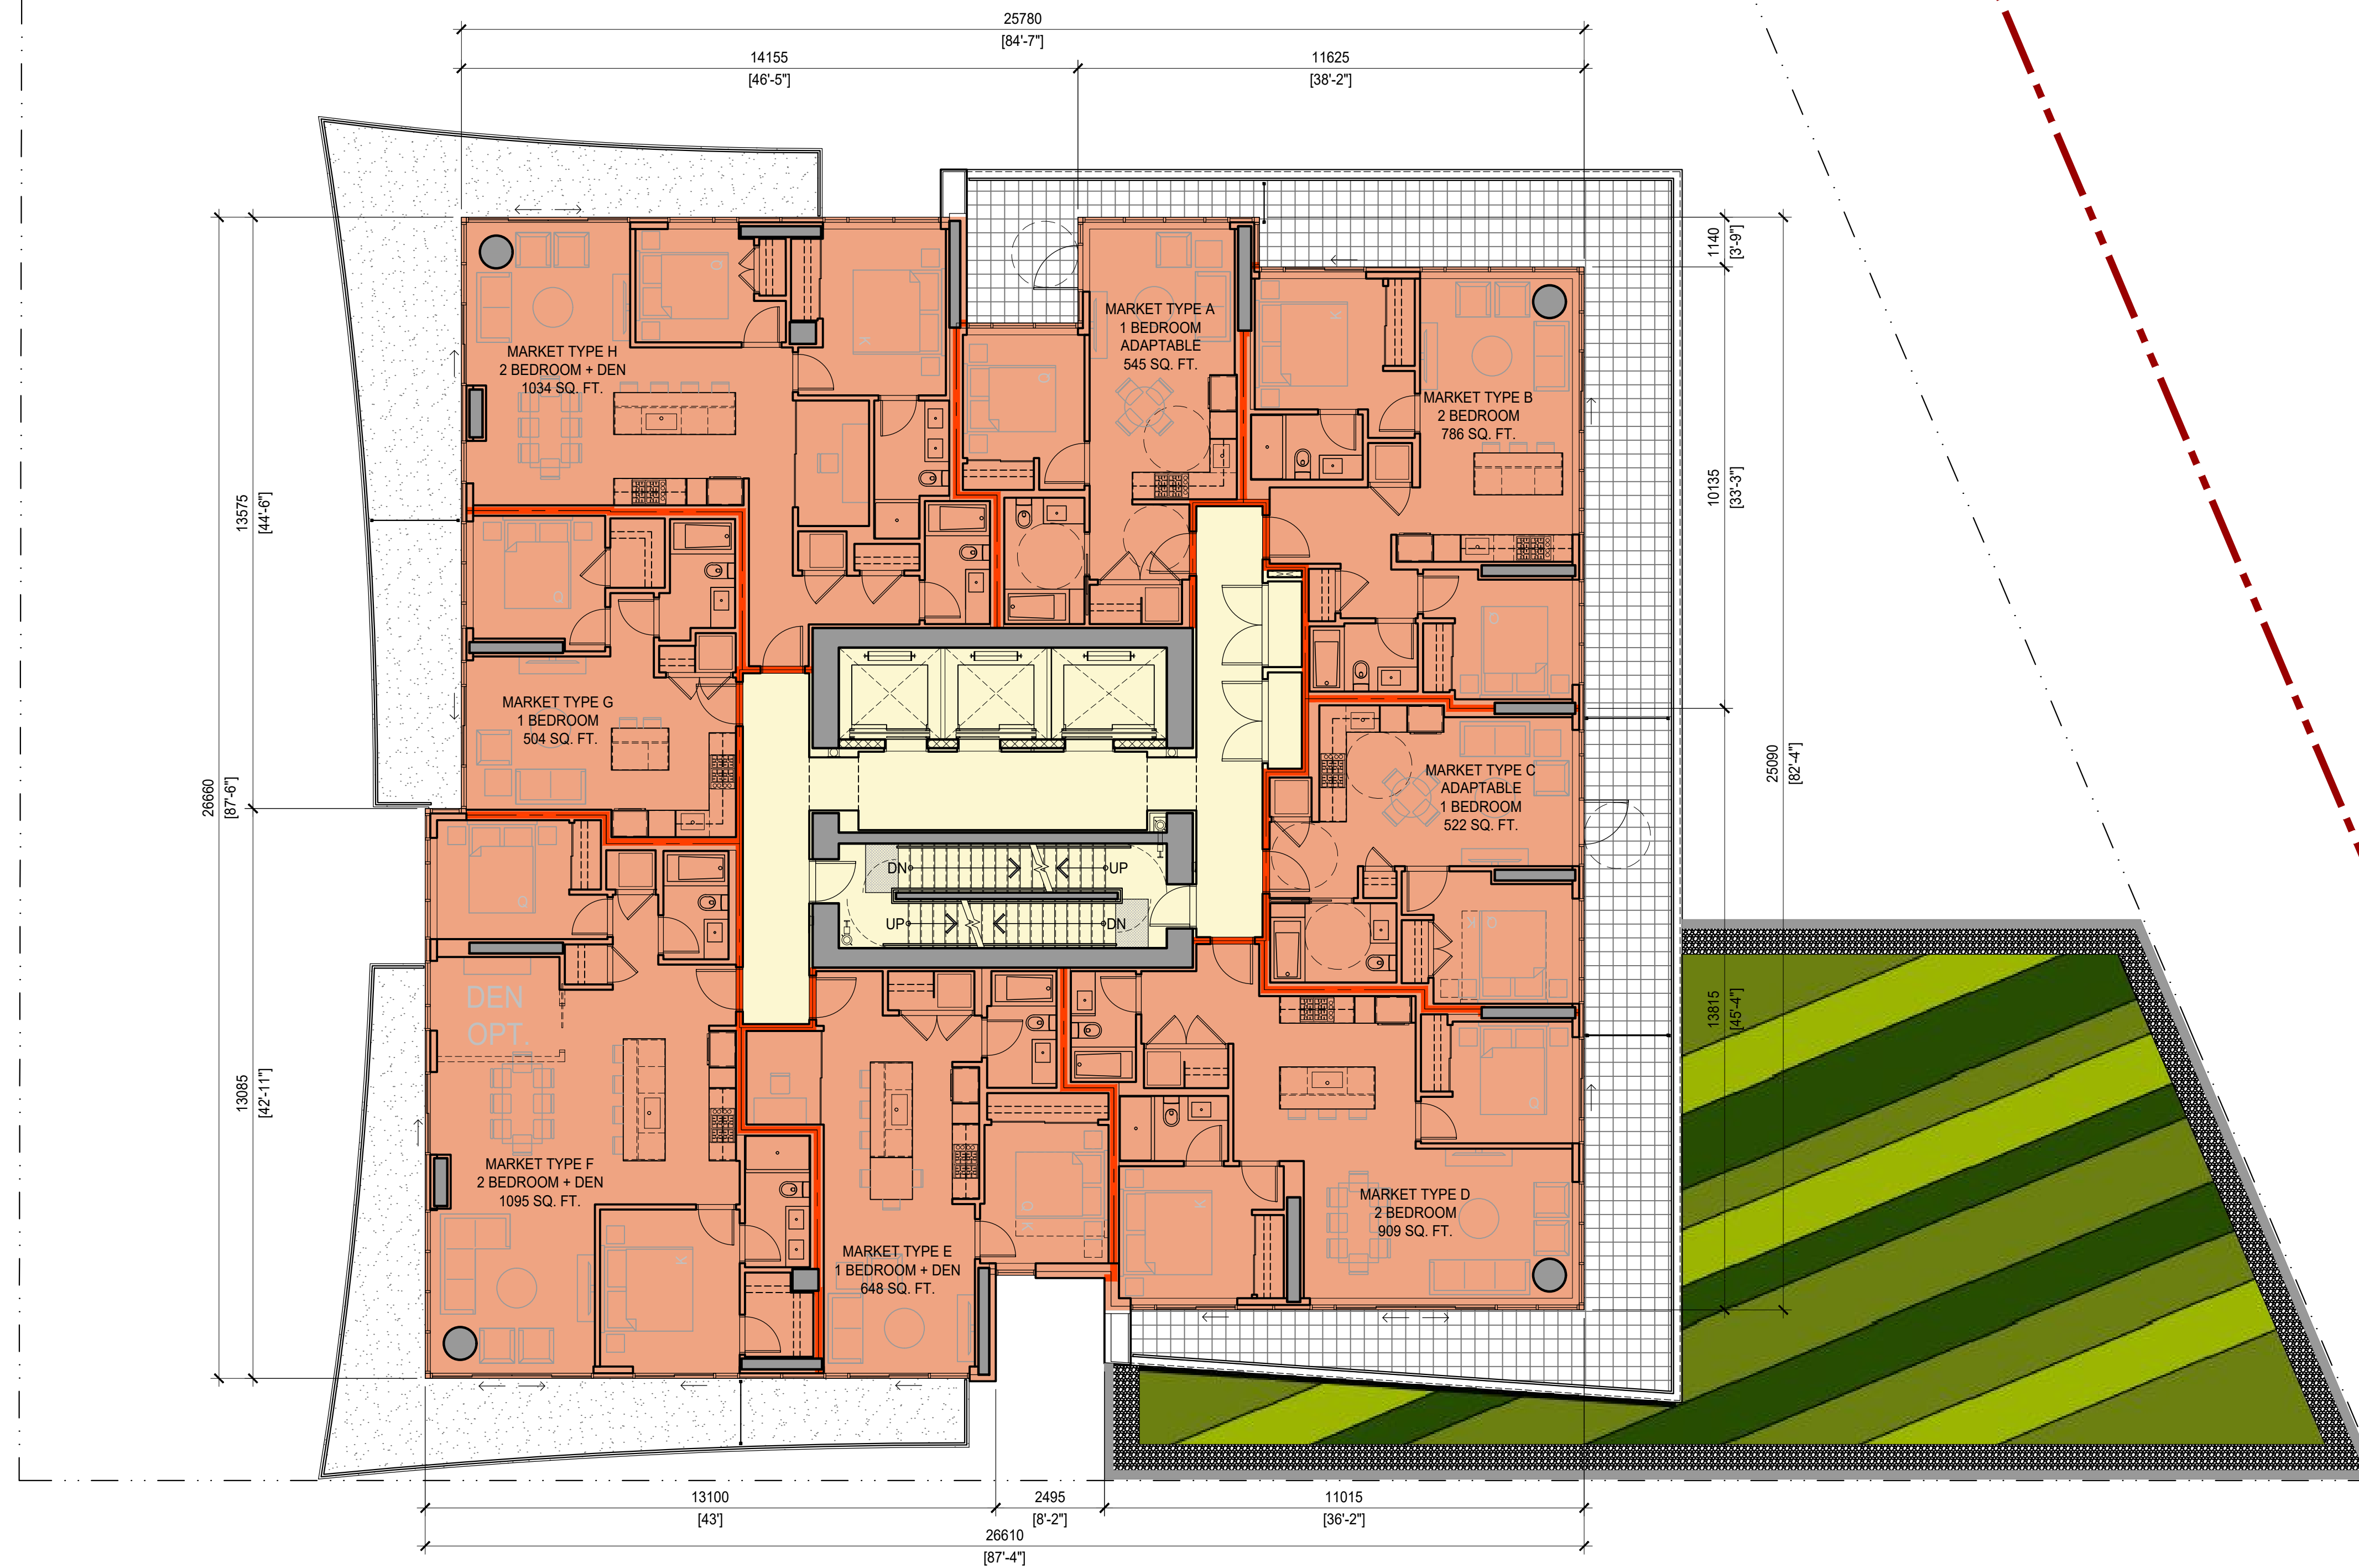 25780
[84'-7"]
14155
[46'-5"]
11625
[38'-2"]
1140
[3'-9"]
10135
[33'-3"]
25090
[82'-4"]
13815
[45'-4"]
13575
[44'-6"]
26660
[87'-6"]
13085
[42'-11"]
MARKET TYPE H
2 BEDROOM + DEN
1034 SQ. FT.
Q
K
MARKET TYPE A
1 BEDROOM
ADAPTABLE
545 SQ. FT.
Q
K
MARKET TYPE B
2 BEDROOM
786 SQ. FT.
Q
MARKET TYPE G
1 BEDROOM
504 SQ. FT.
Q
MARKET TYPE C
ADAPTABLE
1 BEDROOM
522 SQ. FT.
K
Q
DN
UP
UP
DN
Q
DEN
OPT.
MARKET TYPE F
2 BEDROOM + DEN
1095 SQ. FT.
K
MARKET TYPE E
1 BEDROOM + DEN
648 SQ. FT.
Q
K
MARKET TYPE D
2 BEDROOM
909 SQ. FT.
K
Q
13100
[43']
2495
[8'-2"]
11015
[36'-2"]
26610
[87'-4"]